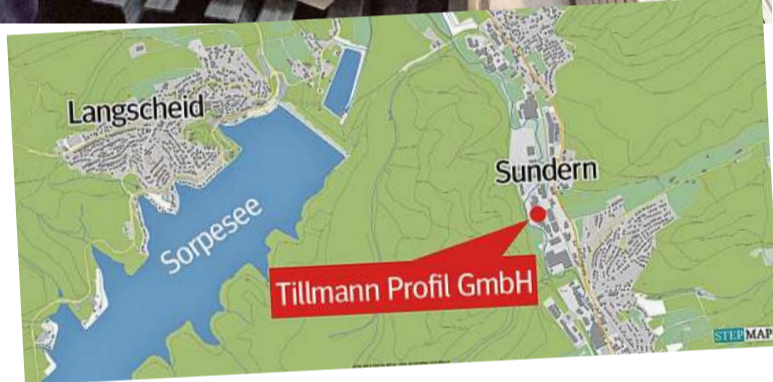 Langscheid
Sundern
Sorpesee
Tillmann Profil GmbH
STEPMAP